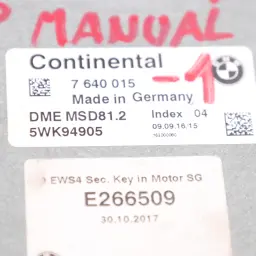 MANUAL
Continental -1
7 640 015
Made in Germany
DME MSD81.2 Index 04
5WK94905 09.09.16/15
EWS4 Sec. Key in Motor SG
E266509
30.10.2017